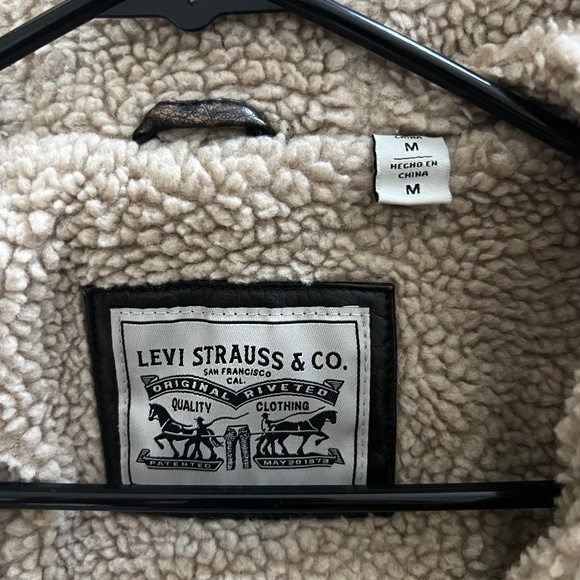 CHINA
M
HECHO EN
CHINA
M
LEVI STRAUSS & CO.
SAN FRANCISCO
CAL.
ORIGINAL RIVETED
QUALITY CLOTHING
PATENTED MAY 20 1873